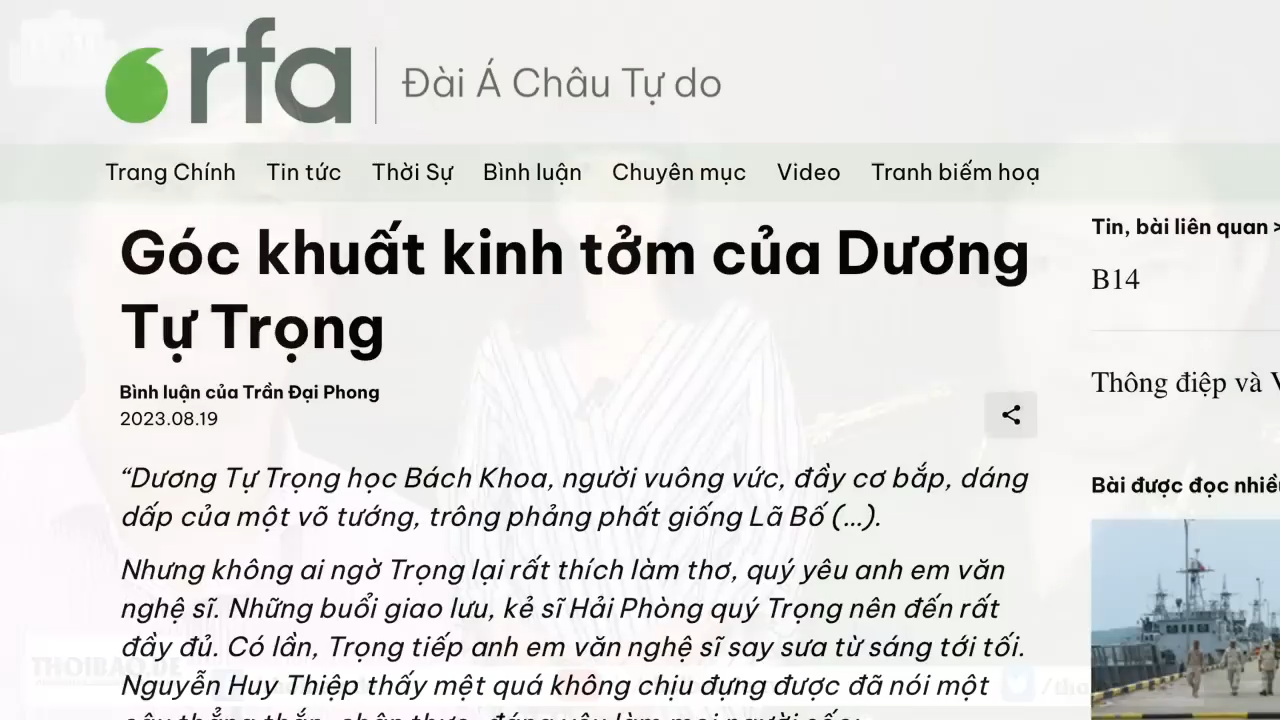 rfa
Đài Á Châu Tự do
Trang Chính Tin tức Thời Sự Bình luận Chuyên mục Video Tranh biếm hoạ
Góc khuất kinh tởm của Dương
Tự Trọng
Bình luận của Trần Đại Phong
2023.08.19
“Dương Tự Trọng học Bách Khoa, người vuông vức, đầy cơ bắp, dáng
dấp của một võ tướng, trông phảng phất giống Lã Bố (...).
Nhưng không ai ngờ Trọng lại rất thích làm thơ, quý yêu anh em văn
nghệ sĩ. Những buổi giao lưu, kẻ sĩ Hải Phòng quý Trọng nên đến rất
đầy đủ. Có lần, Trọng tiếp anh em văn nghệ sĩ say sưa từ sáng tới tối.
Nguyễn Huy Thiệp thấy mệt quá không chịu đựng được đã nói một
Tin, bài liên quan >
B14
Thông điệp và V
Bài được đọc nhiều
THOIBAO.DE